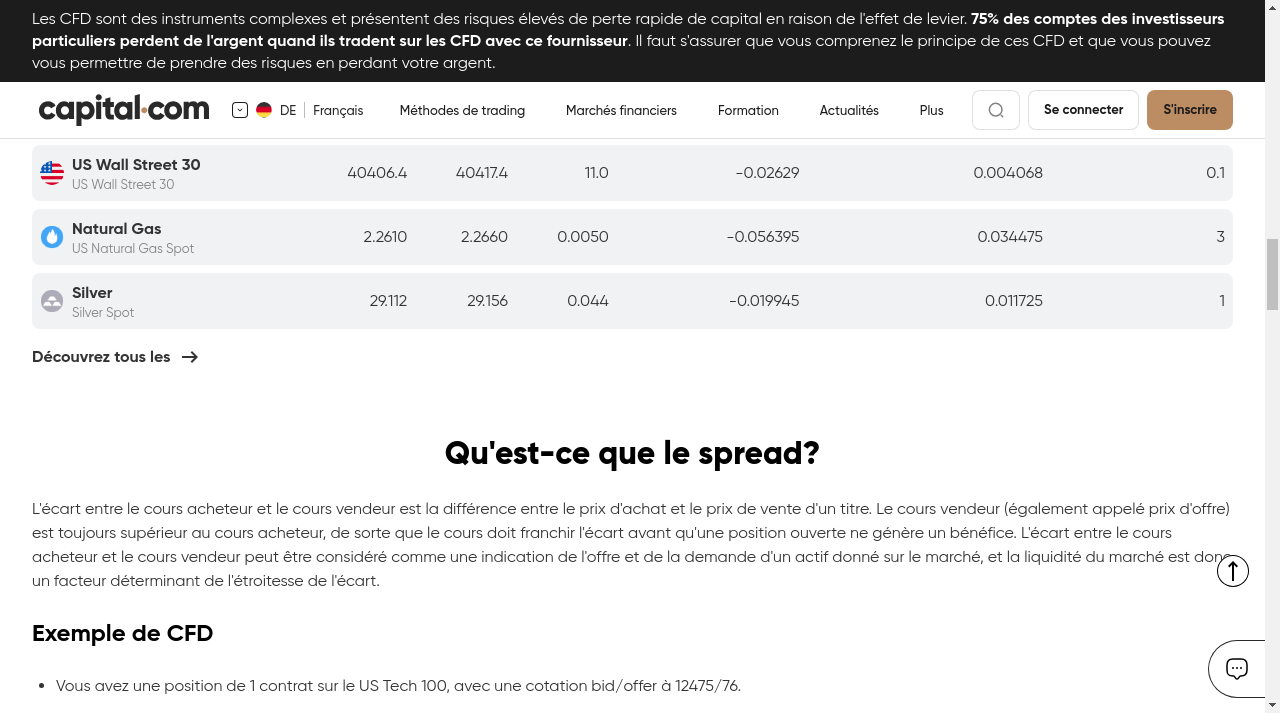 Les CFD sont des instruments complexes et présentent des risques élevés de perte rapide de capital en raison de l'effet de levier. 75% des comptes des investisseurs
particuliers perdent de l'argent quand ils tradent sur les CFD avec ce fournisseur. Il faut s'assurer que vous comprenez le principe de ces CFD et que vous pouvez
vous permettre de prendre des risques en perdant votre argent.
capital.com DE Français Méthodes de trading Marchés financiers Formation Actualités Plus Se connecter S'inscrire
US Wall Street 30
US Wall Street 30
40406.4 40417.4 11.0 -0.02629 0.004068 0.1
Natural Gas
US Natural Gas Spot
2.2610 2.2660 0.0050 -0.056395 0.034475 3
Silver
Silver Spot
29.112 29.156 0.044 -0.019945 0.011725 1
Découvrez tous les
Qu'est-ce que le spread?
L'écart entre le cours acheteur et le cours vendeur est la différence entre le prix d'achat et le prix de vente d'un titre. Le cours vendeur (également appelé prix d'offre)
est toujours supérieur au cours acheteur, de sorte que le cours doit franchir l'écart avant qu'une position ouverte ne génère un bénéfice. L'écart entre le cours
acheteur et le cours vendeur peut être considéré comme une indication de l'offre et de la demande d'un actif donné sur le marché, et la liquidité du marché est donc
un facteur déterminant de l'étroitesse de l'écart.
Exemple de CFD
Vous avez une position de 1 contrat sur le US Tech 100, avec une cotation bid/offer à 12475/76.